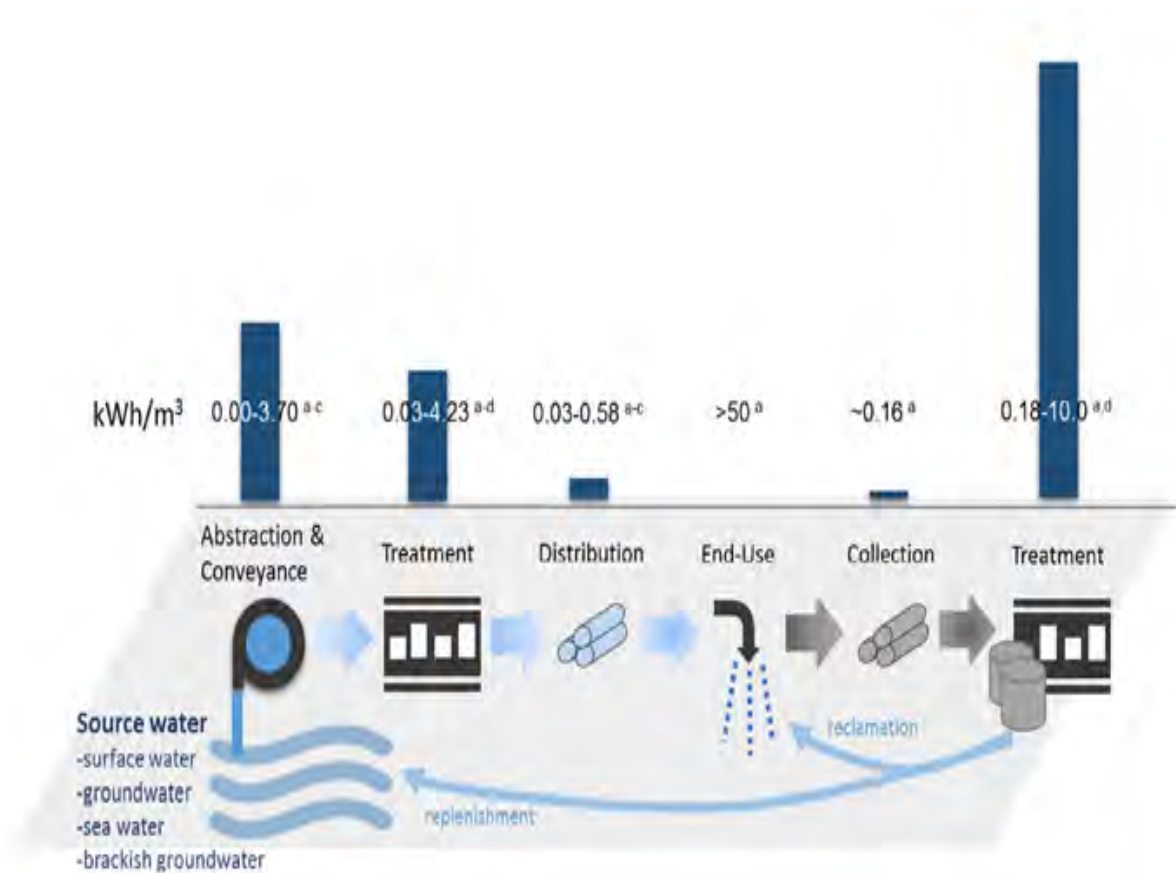 kWh/m³ 0.00-3.70 a-c 0.03-4.23 a-d 0.03-0.58 a-c >50 a ~0.16 a 0.18-10.0 a,d
Abstraction &
Conveyance
Treatment
Distribution
End-Use
Collection
Treatment
Source water
-surface water
-groundwater
-sea water
-brackish groundwater
reclamation
replenishment